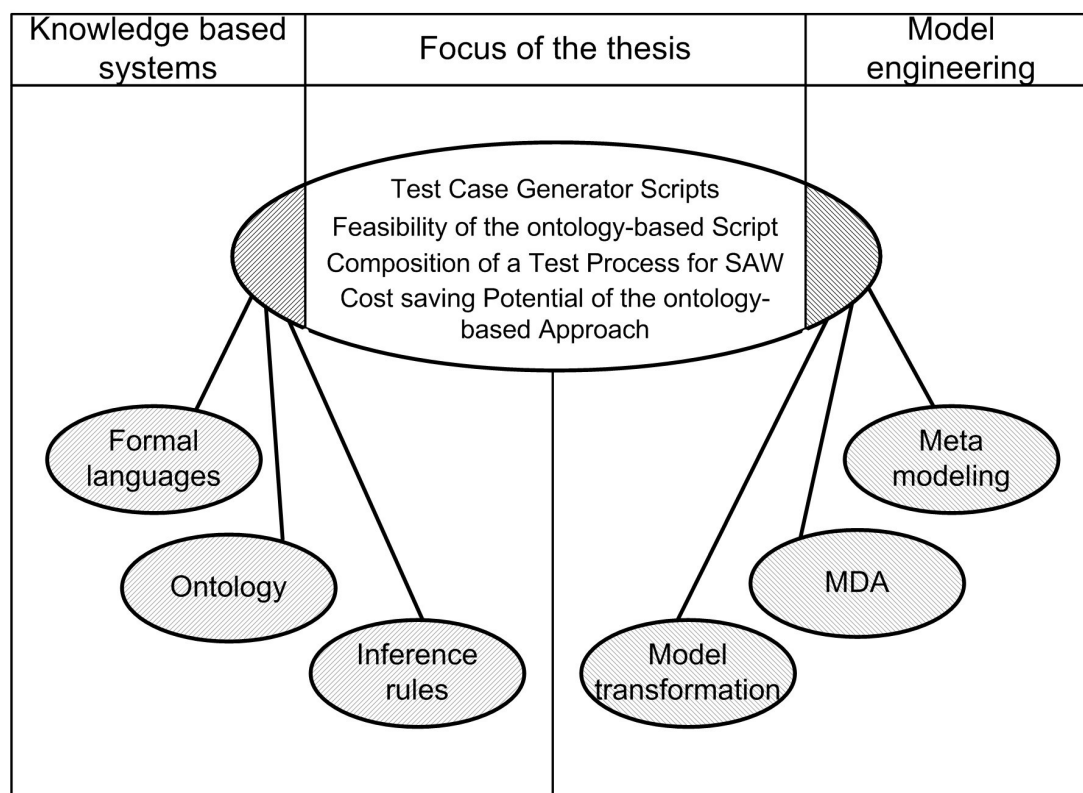 Knowledge based
systems
Focus of the thesis
Model
engineering
Test Case Generator Scripts
Feasibility of the ontology-based Script
Composition of a Test Process for SAW
Cost saving Potential of the ontology-
based Approach
Formal
languages
Ontology
Inference
rules
Meta
modeling
MDA
Model
transformation